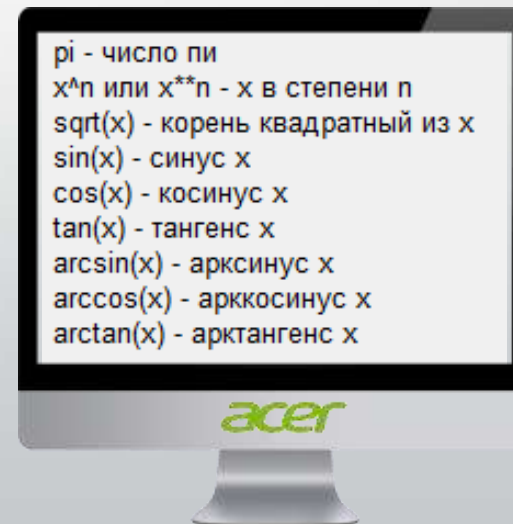 pi - число пи
x^n или x**n - x в степени n
sqrt(x) - корень квадратный из x
sin(x) - синус x
cos(x) - косинус x
tan(x) - тангенс x
arcsin(x) - арксинус x
arccos(x) - арккосинус x
arctan(x) - арктангенс x
acer